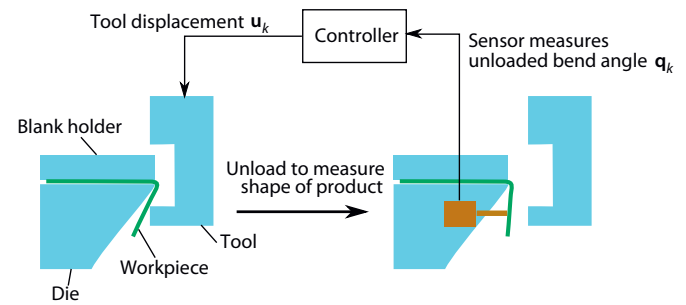 Tool displacement u_k
Controller
Sensor measures
unloaded bend angle q_k
Blank holder
Unload to measure
shape of product
Tool
Workpiece
Die